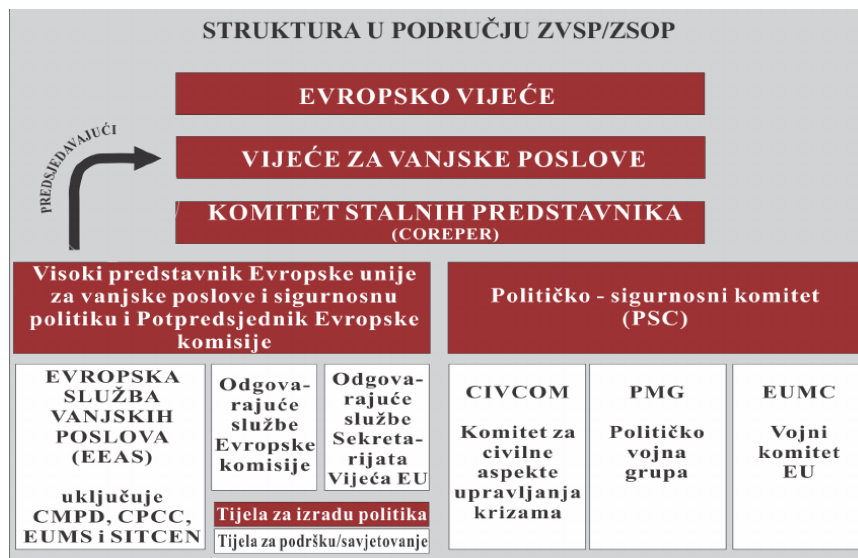 STRUKTURA U PODRUČJU ZVSP/ZSOP
EVROPSKO VIJEĆE
PREDSJEDAVAJUĆI
VIJEĆE ZA VANJSKE POSLOVE
KOMITET STALNIH PREDSTAVNIKA
(COREPER)
Visoki predstavnik Evropske unije
za vanjske poslove i sigurnosnu
politiku i Potpredsjednik Evropske
komisije
Političko - sigurnosni komitet
(PSC)
EVROPSKA
SLUŽBA
VANJSKIH
POSLOVA
(EEAS)
uključuje
CMPD, CPCC,
EUMS i SITCEN
Odgova-
rajuće
službe
Evropske
komisije
Odgova-
rajuće
službe
Sekreta-
rijata
Vijeća EU
Tijela za izradu politika
Tijela za podršku/savjetovanje
CIVCOM
Komitet za
civilne
aspekte
upravljanja
krizama
PMG
Političko
vojna
grupa
EUMC
Vojni
komitet
EU